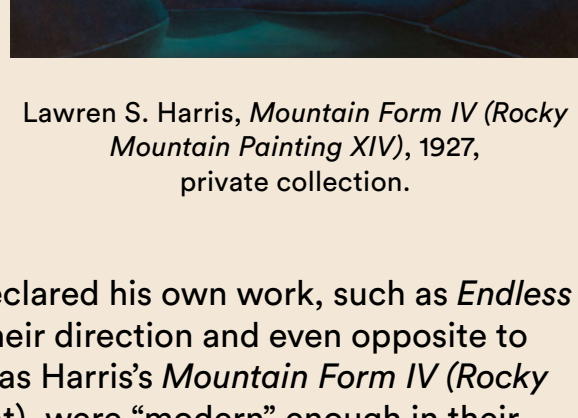 Lawren S. Harris, Mountain Form IV (Rocky
Mountain Painting XIV), 1927,
private collection.
his own work, such as Endless
direction and even opposite to
as Harris’s Mountain Form IV (Rocky
were “modern” enough in their